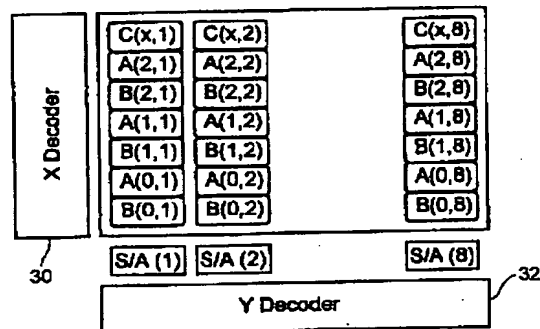 C(x,1) C(x,2) C(x,8)
A(2,1) A(2,2) A(2,8)
B(2,1) B(2,2) B(2,8)
A(1,1) A(1,2) A(1,8)
B(1,1) B(1,2) B(1,8)
A(0,1) A(0,2) A(0,8)
B(0,1) B(0,2) B(0,8)
X Decoder
30
S/A (1) S/A (2) S/A (8)
32
Y Decoder